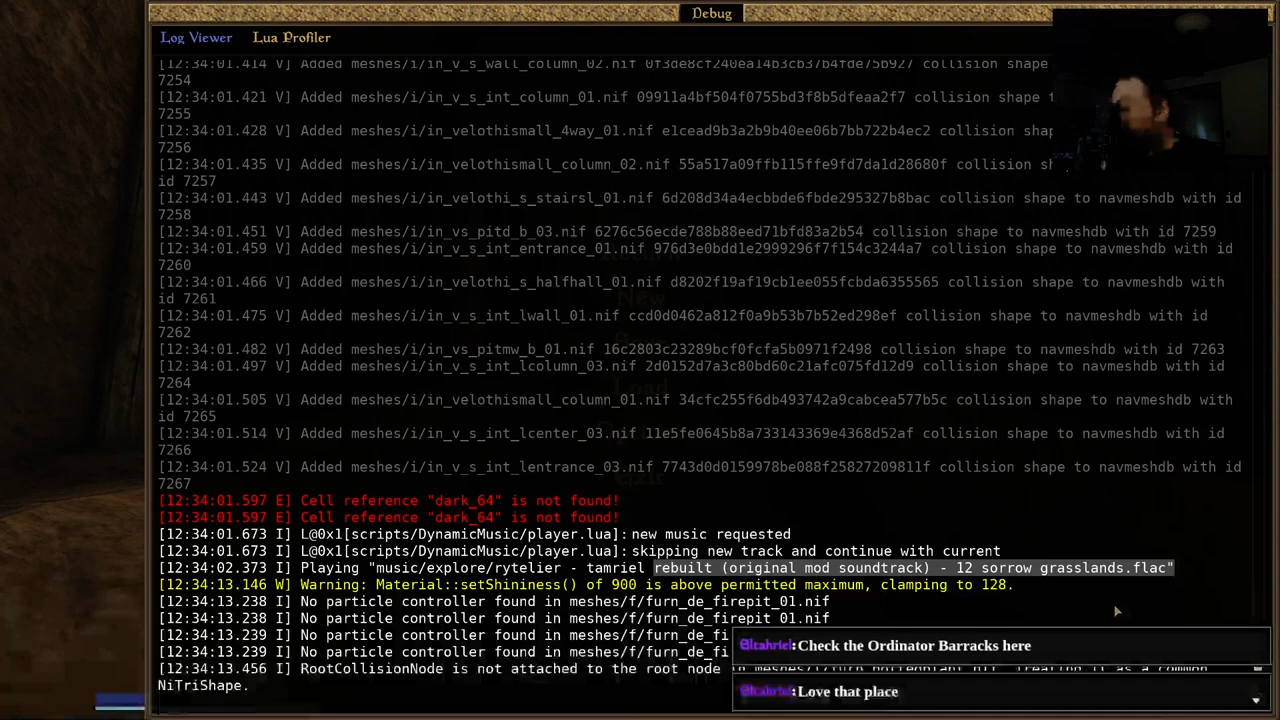 Debug
Log Viewer Lua Profiler
[12:34:01.414 V] Added meshes/i/in_v_s_wall_column_02.nif 0f3de8cf240ea14b3cb37b4fde75b927 collision shape
7254
[12:34:01.421 V] Added meshes/i/in_v_s_int_column_01.nif 09911a4bf504f0755bd3f8b5dfeaa2f7 collision shape
7255
[12:34:01.428 V] Added meshes/i/in_velothismall_4way_01.nif e1cead9b3a2b9b40ee06b7bb722b4ec2 collision
7256
[12:34:01.435 V] Added meshes/i/in_velothismall_column_02.nif 55a517a09ffb115ffe9fd7da1d28680f collision
id 7257
[12:34:01.443 V] Added meshes/i/in_velothi_s_stairsl_01.nif 6d208d34a4ecbbde6fbde295327b8bac collision shape to navmeshdb with id
7258
[12:34:01.451 V] Added meshes/i/in_vs_pitd_b_03.nif 6276c56ecde788b88eed71bfd83a2b54 collision shape to navmeshdb with id 7259
[12:34:01.459 V] Added meshes/i/in_v_s_int_entrance_01.nif 976d3e0bdd1e2999296f7f154c3244a7 collision shape to navmeshdb with id
7260
[12:34:01.466 V] Added meshes/i/in_velothi_s_halfhall_01.nif d8202f19af19cb1ee055fcbda6355565 collision shape to navmeshdb with
id 7261
[12:34:01.475 V] Added meshes/i/in_v_s_int_lwall_01.nif ccd0d0462a812f0a9b53b7b52ed298ef collision shape to navmeshdb with id
7262
[12:34:01.482 V] Added meshes/i/in_vs_pitmw_b_01.nif 16c2803c23289bcf0fcfa5b0971f2498 collision shape to navmeshdb with id 7263
[12:34:01.497 V] Added meshes/i/in_v_s_int_lcolumn_03.nif 2d0152d7a3c80bd60c21afc075fd12d9 collision shape to navmeshdb with id
7264
[12:34:01.505 V] Added meshes/i/in_velothismall_column_01.nif 34cfc255f6db493742a9cabcea577b5c collision shape to navmeshdb with
id 7265
[12:34:01.514 V] Added meshes/i/in_v_s_int_lcenter_03.nif 11e5fe0645b8a733143369e4368d52af collision shape to navmeshdb with id
7266
[12:34:01.524 V] Added meshes/i/in_v_s_int_lentrance_03.nif 7743d0d0159978be088f25827209811f collision shape to navmeshdb with id
7267
[12:34:01.597 E] Cell reference "dark_64" is not found!
[12:34:01.597 E] Cell reference "dark_64" is not found!
[12:34:01.673 I] L@0x1[scripts/DynamicMusic/player.lua]: new music requested
[12:34:01.673 I] L@0x1[scripts/DynamicMusic/player.lua]: skipping new track and continue with current
[12:34:02.373 I] Playing "music/explore/rytelier - tamriel rebuilt (original mod soundtrack) - 12 sorrow grasslands.flac"
[12:34:13.146 W] Warning: Material::setShininess() of 900 is above permitted maximum, clamping to 128.
[12:34:13.238 I] No particle controller found in meshes/f/furn_de_firepit_01.nif
[12:34:13.238 I] No particle controller found in meshes/f/furn_de_firepit_01.nif
[12:34:13.239 I] No particle controller found in meshes/f/furn_de_fi
[12:34:13.239 I] No particle controller found in meshes/f/furn_de_fi
[12:34:13.456 I] RootCollisionNode is not attached to the root node
NiTriShape.
Eltahriel: Check the Ordinator Barracks here
Eltahriel: Love that place